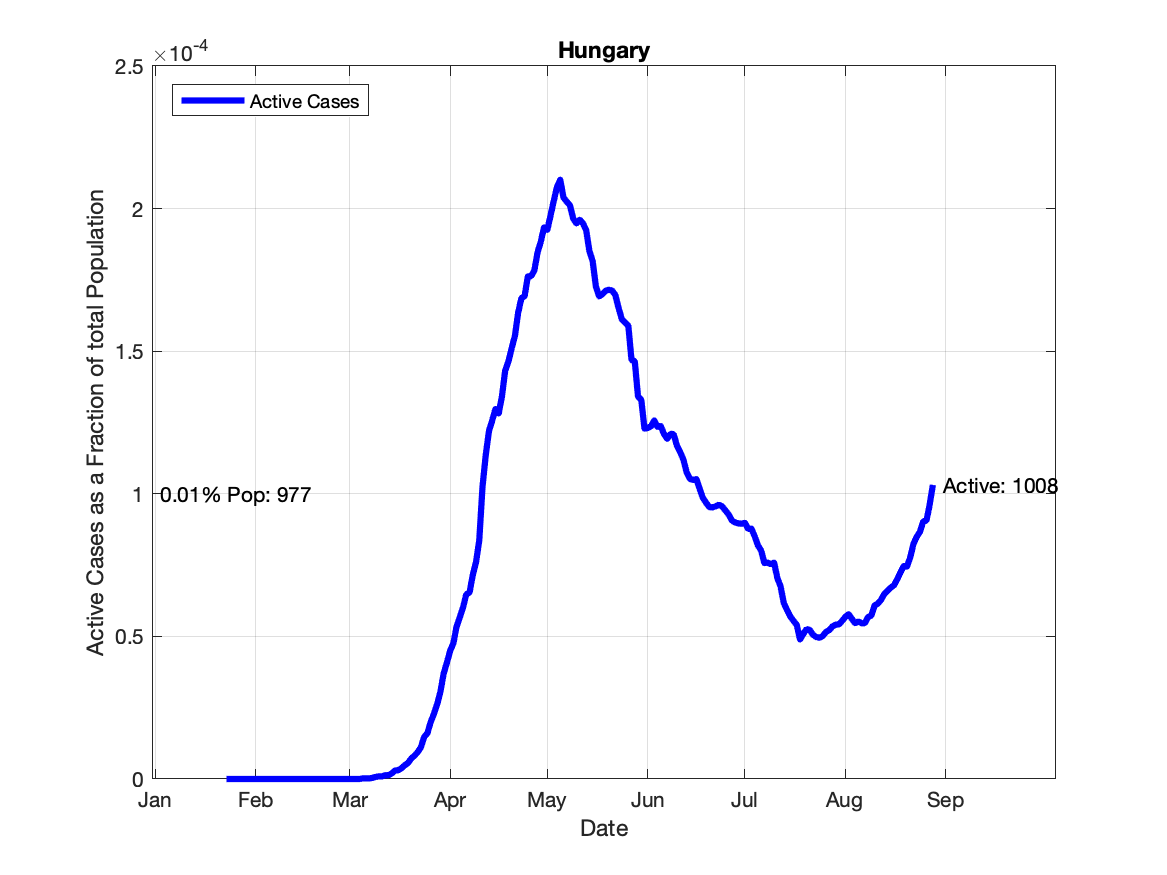 Hungary
×10-4
Active Cases
2.5
2
1.5
1
0.5
0
Active Cases as a Fraction of total Population
0.01% Pop: 977
Active: 1008
Jan Feb Mar Apr May Jun Jul Aug Sep
Date